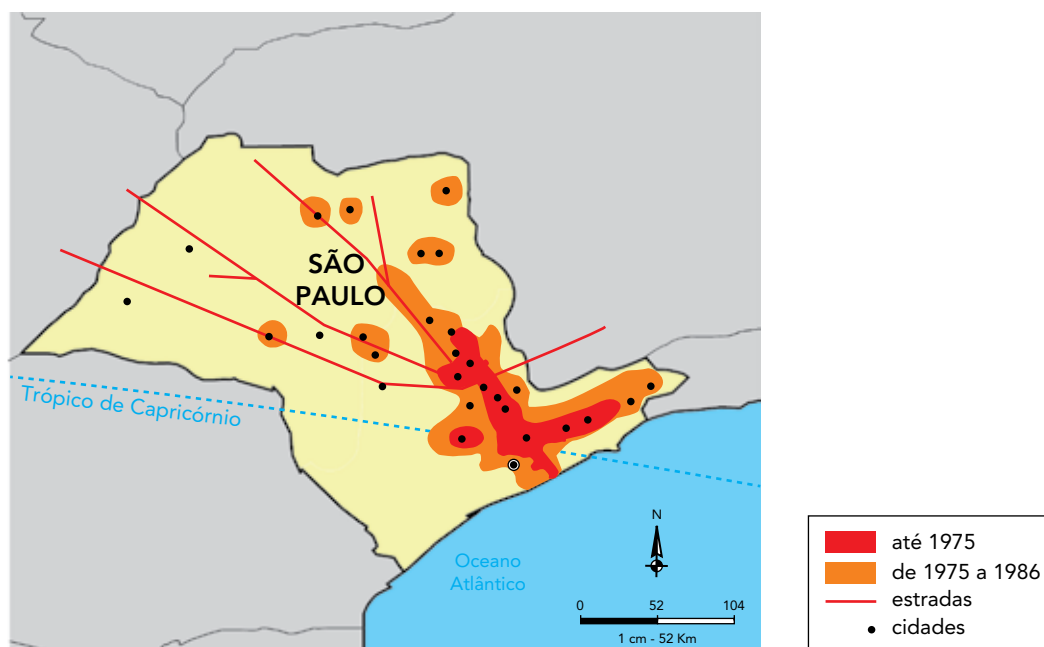 SÃO
PAULO
Trópico de Capricórnio
Oceano
Atlântico
N
0 52 104
1 cm - 52 Km
até 1975
de 1975 a 1986
estradas
cidades